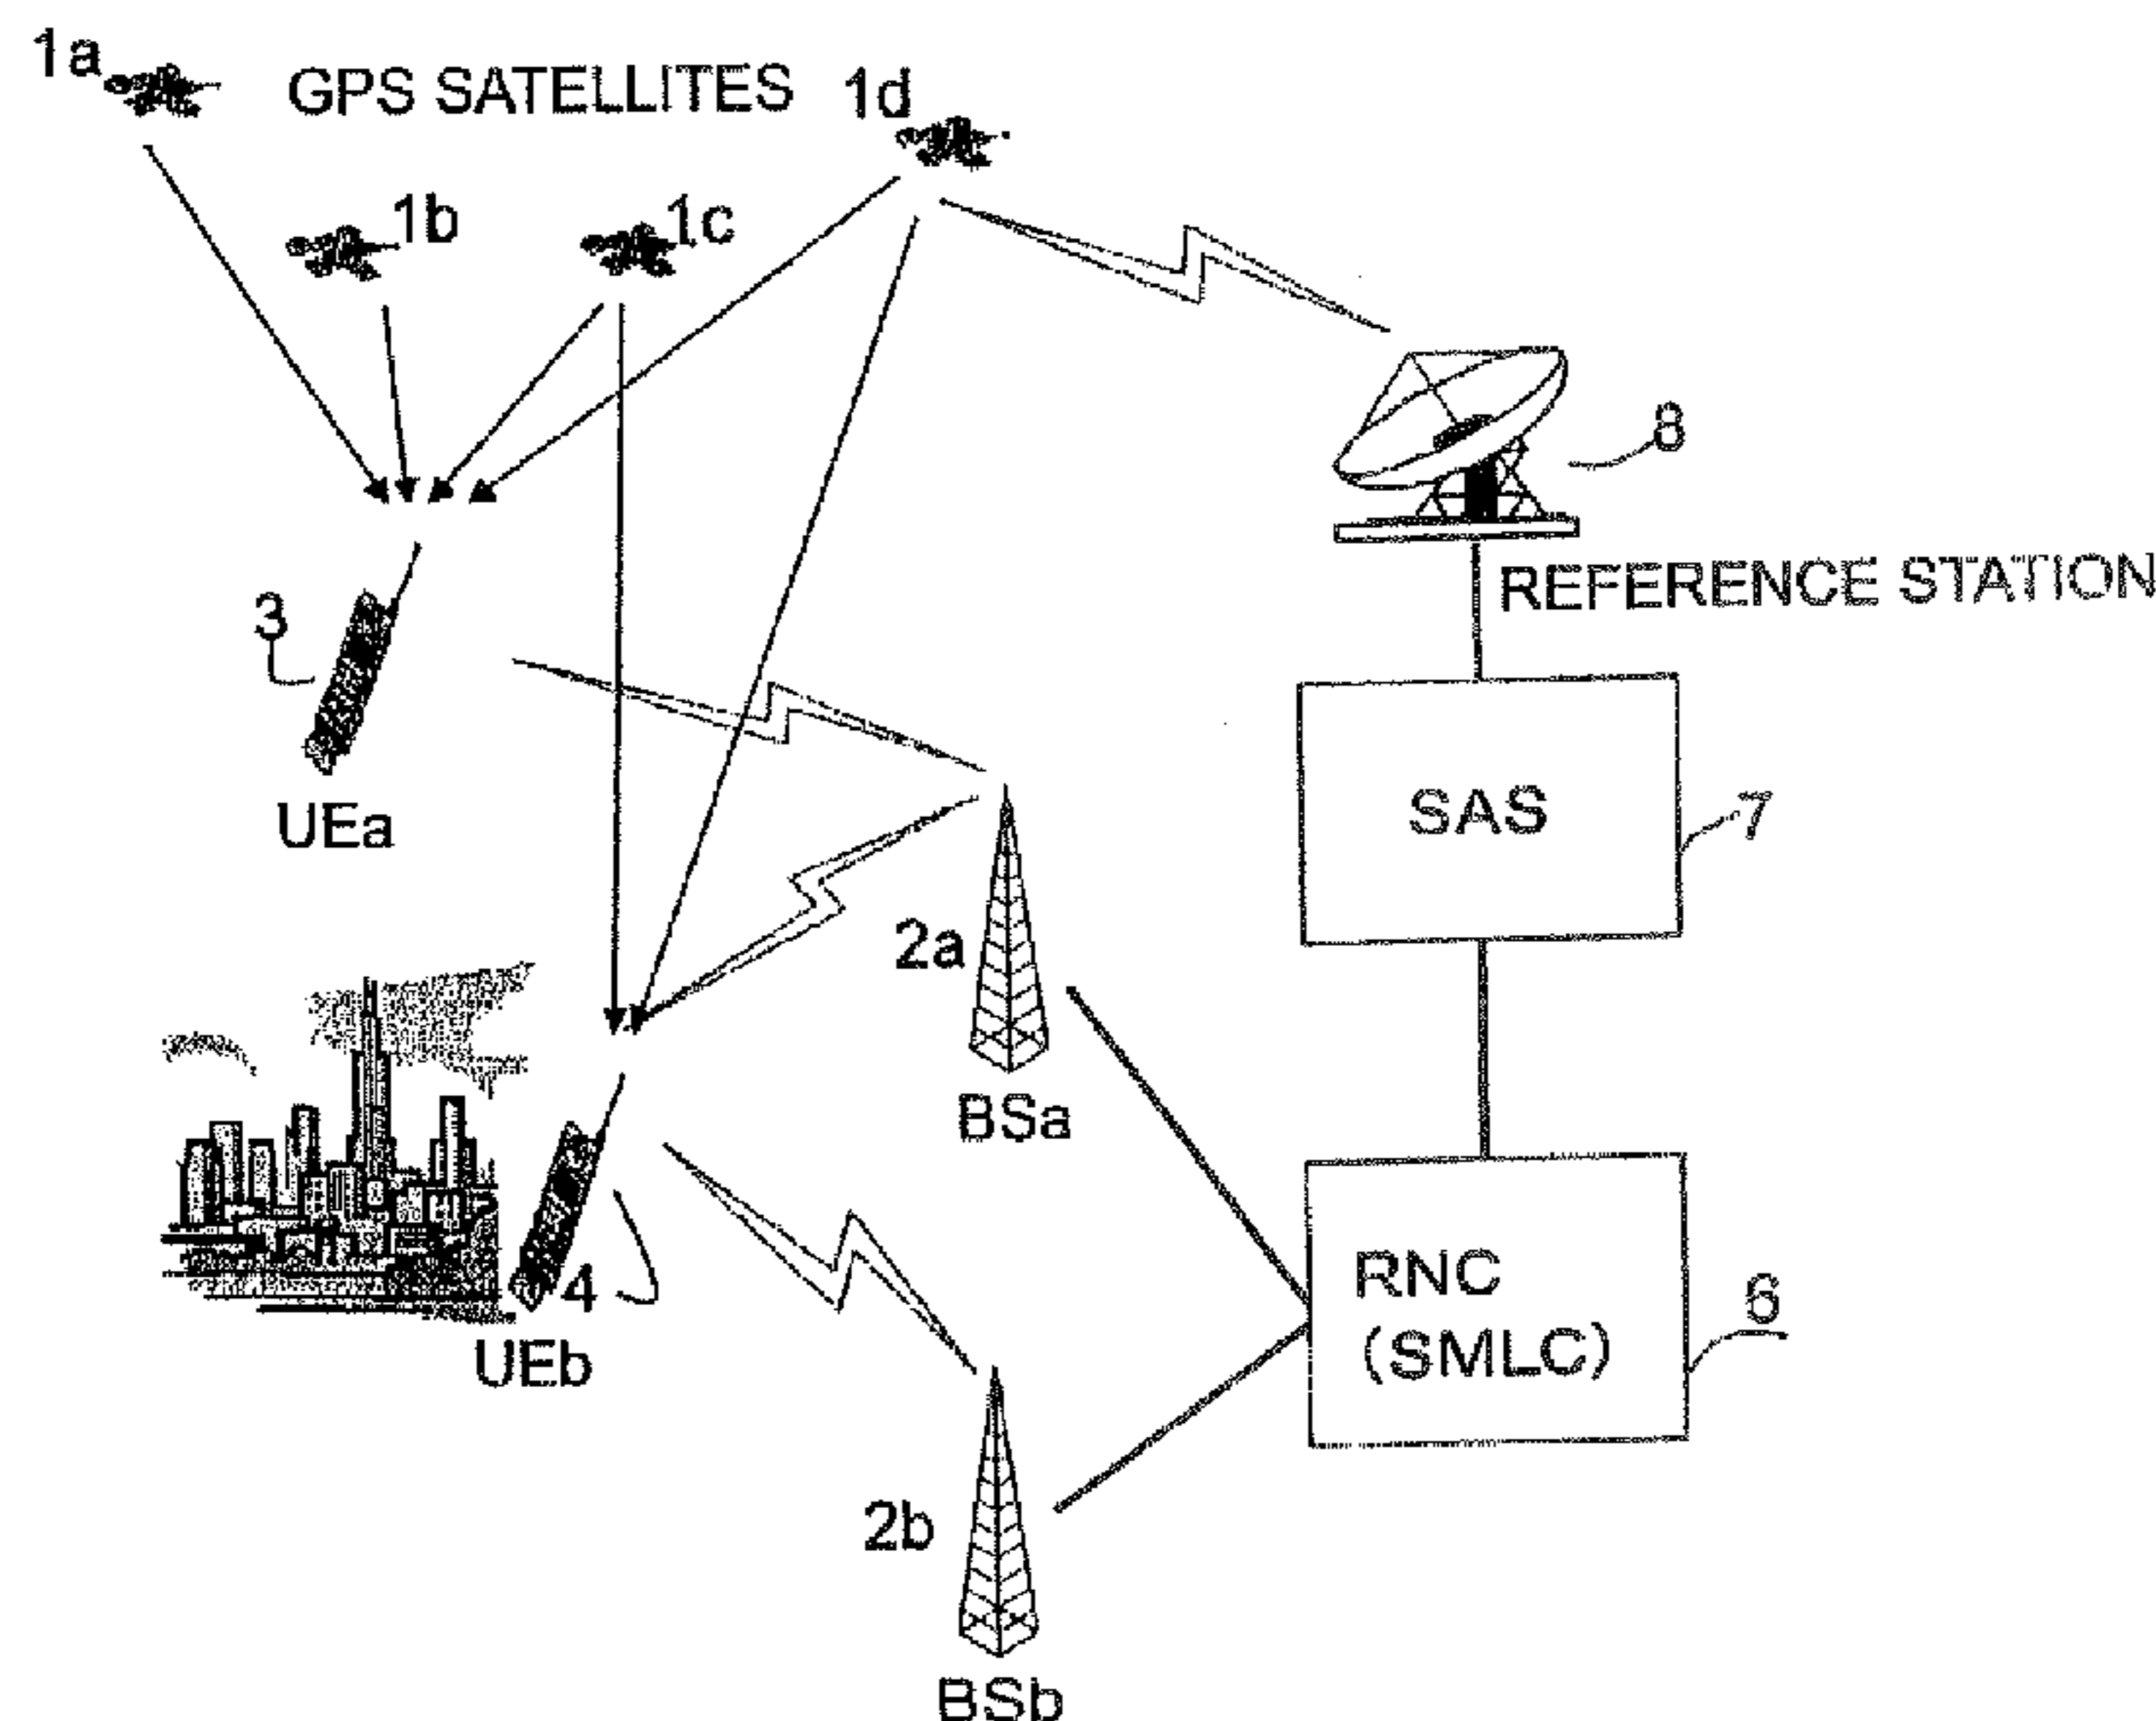 1a
GPS SATELLITES
1d
1b
1c
8
REFERENCE STATION
3
UEa
SAS
7
2a
BSa
RNC
(SMLC)
6
4
UEb
2b
BSb